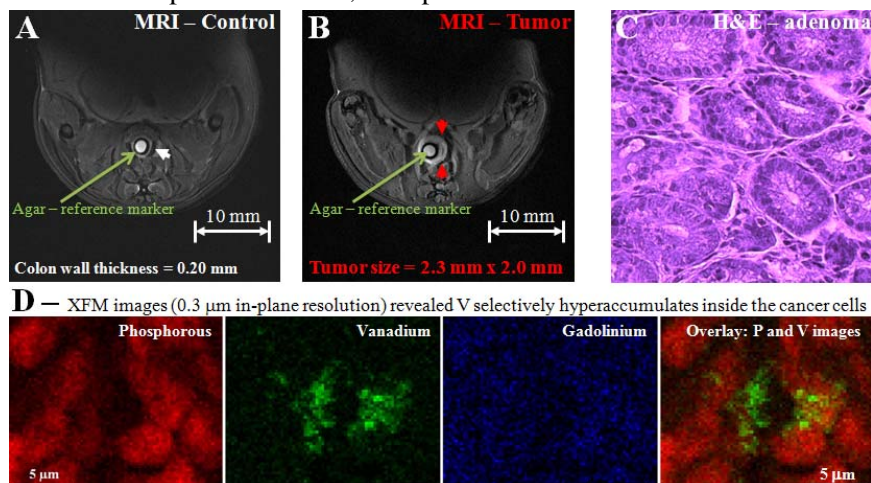 A
MRI – Control
Agar – reference marker
10 mm
Colon wall thickness = 0.20 mm
B
MRI – Tumor
Agar – reference marker
10 mm
Tumor size = 2.3 mm x 2.0 mm
C
H&E – adenoma
D – XFM images (0.3 µm in-plane resolution) revealed V selectively hyperaccumulates inside the cancer cells
Phosphorous
5 µm
Vanadium
Gadolinium
Overlay: P and V images
5 µm